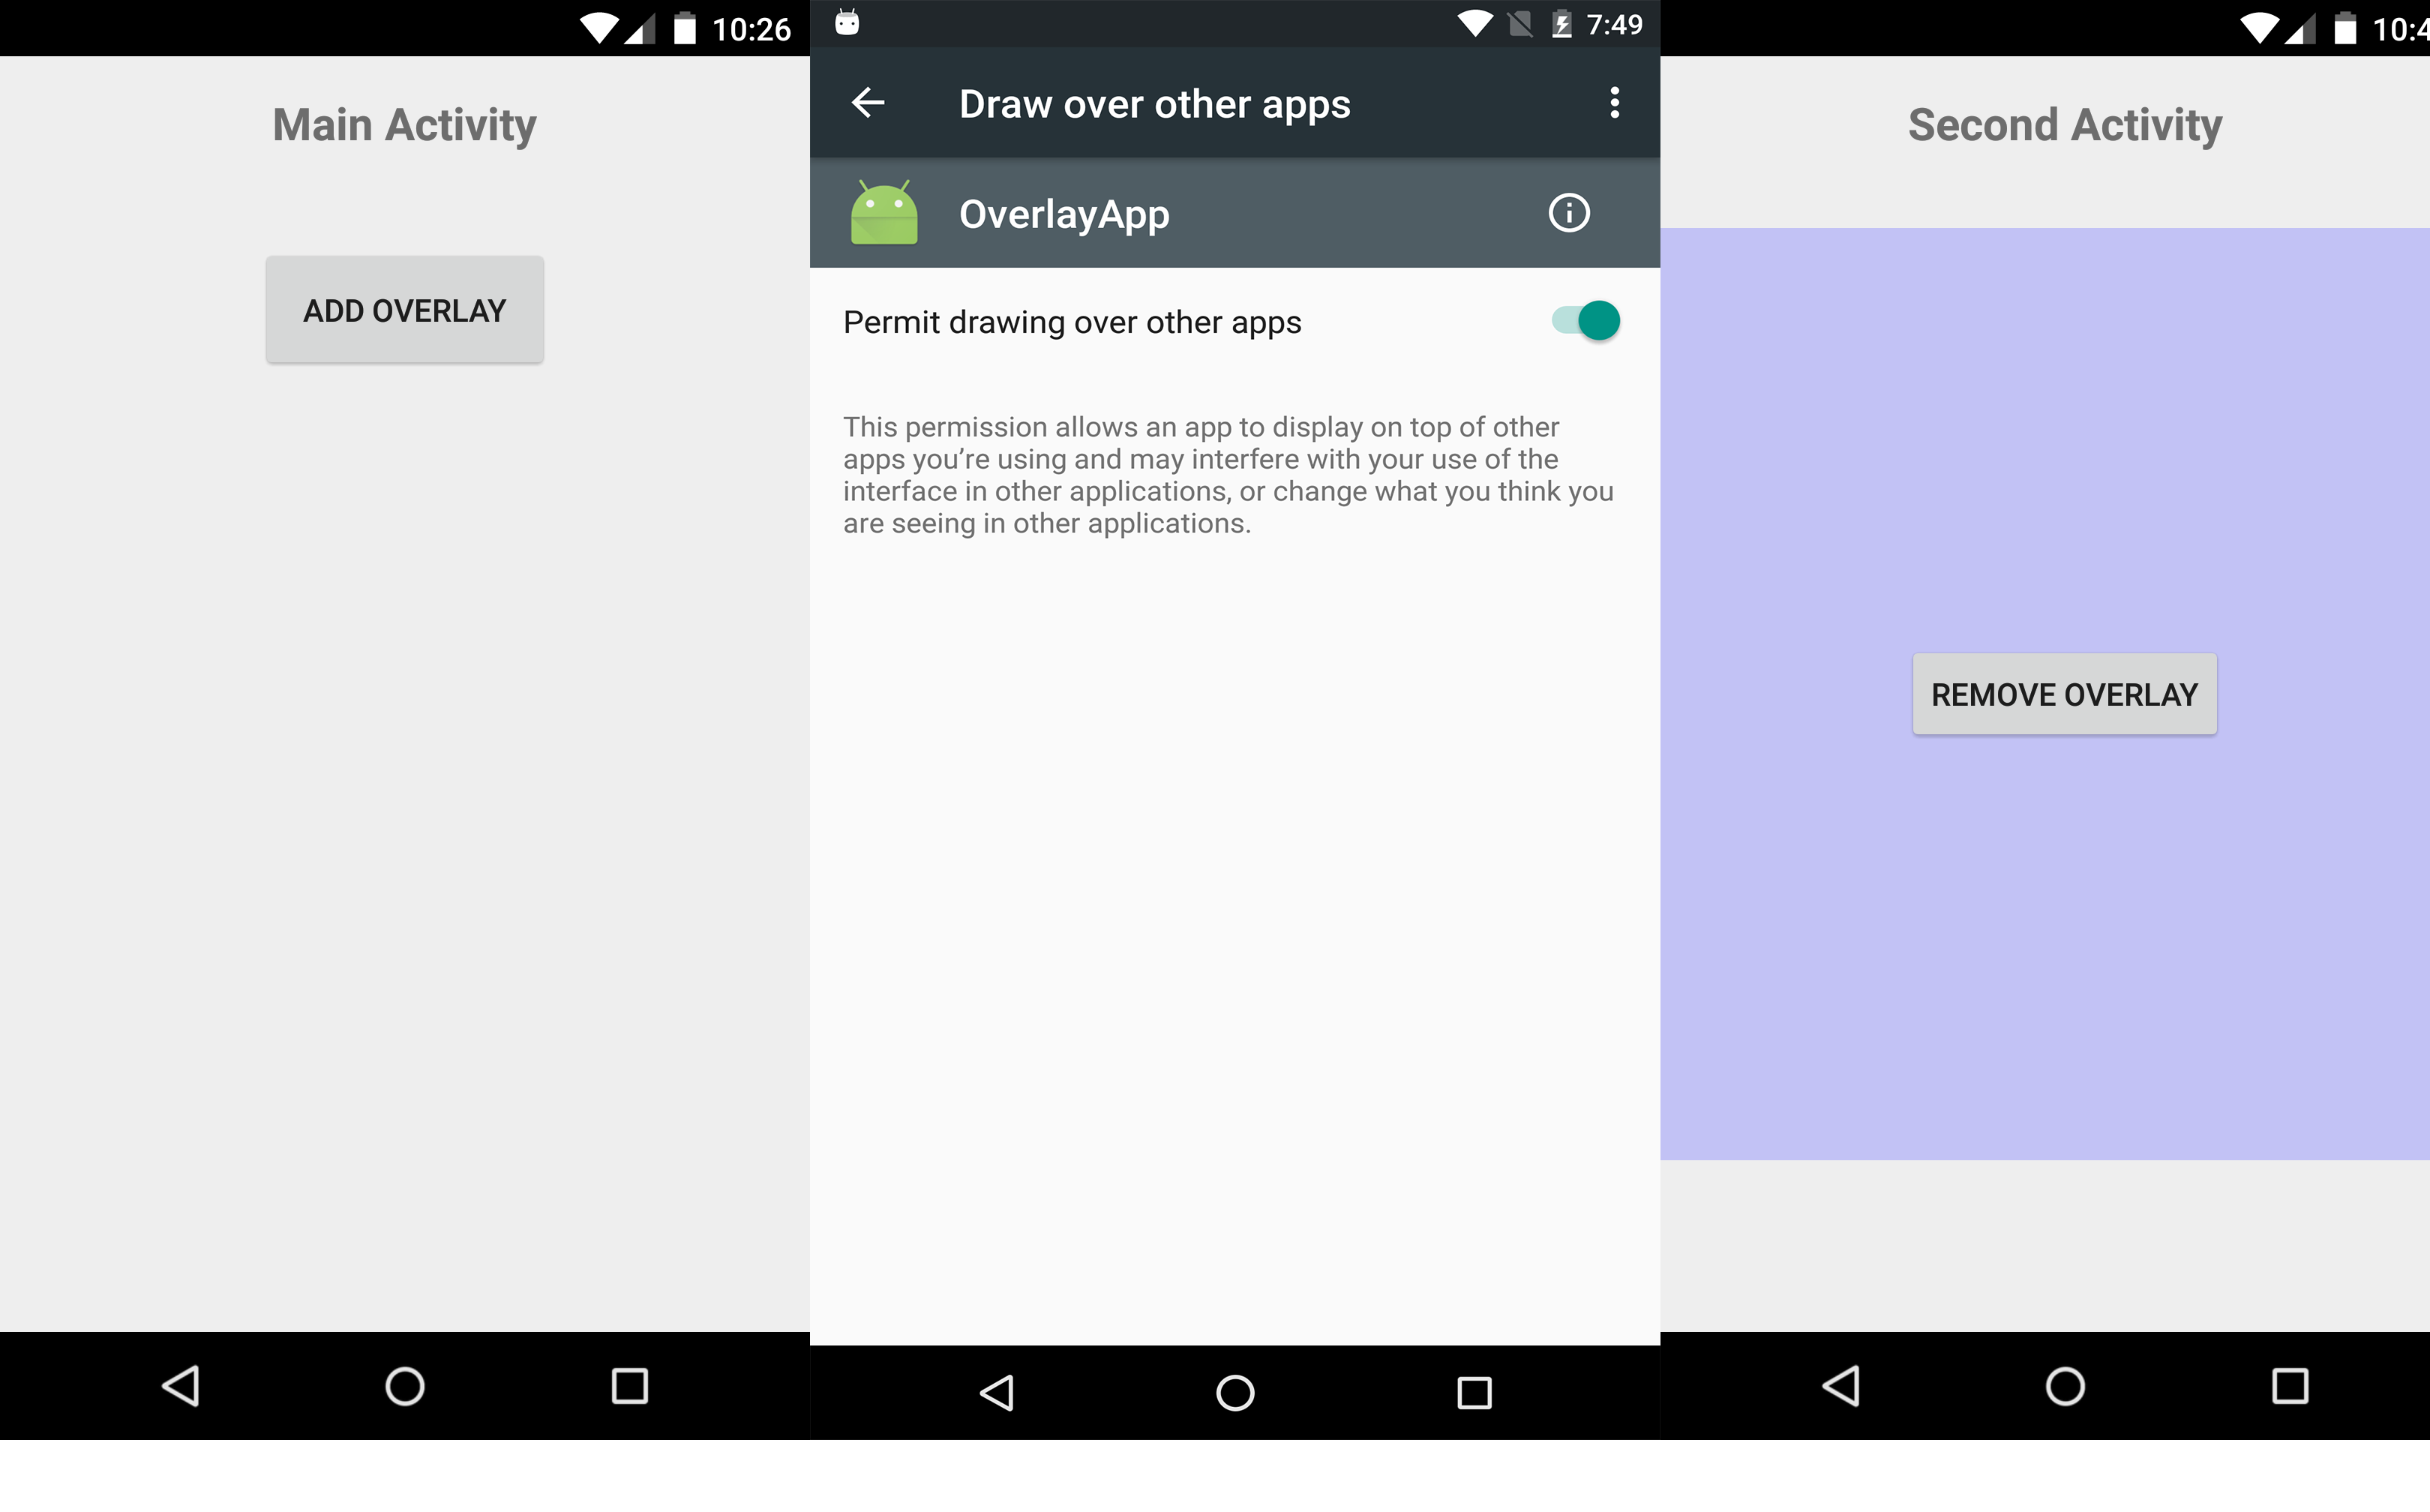 10:26
Main Activity
ADD OVERLAY
7:49
Draw over other apps
OverlayApp
Permit drawing over other apps
This permission allows an app to display on top of other
apps you’re using and may interfere with your use of the
interface in other applications, or change what you think you
are seeing in other applications.
10:4
Second Activity
REMOVE OVERLAY